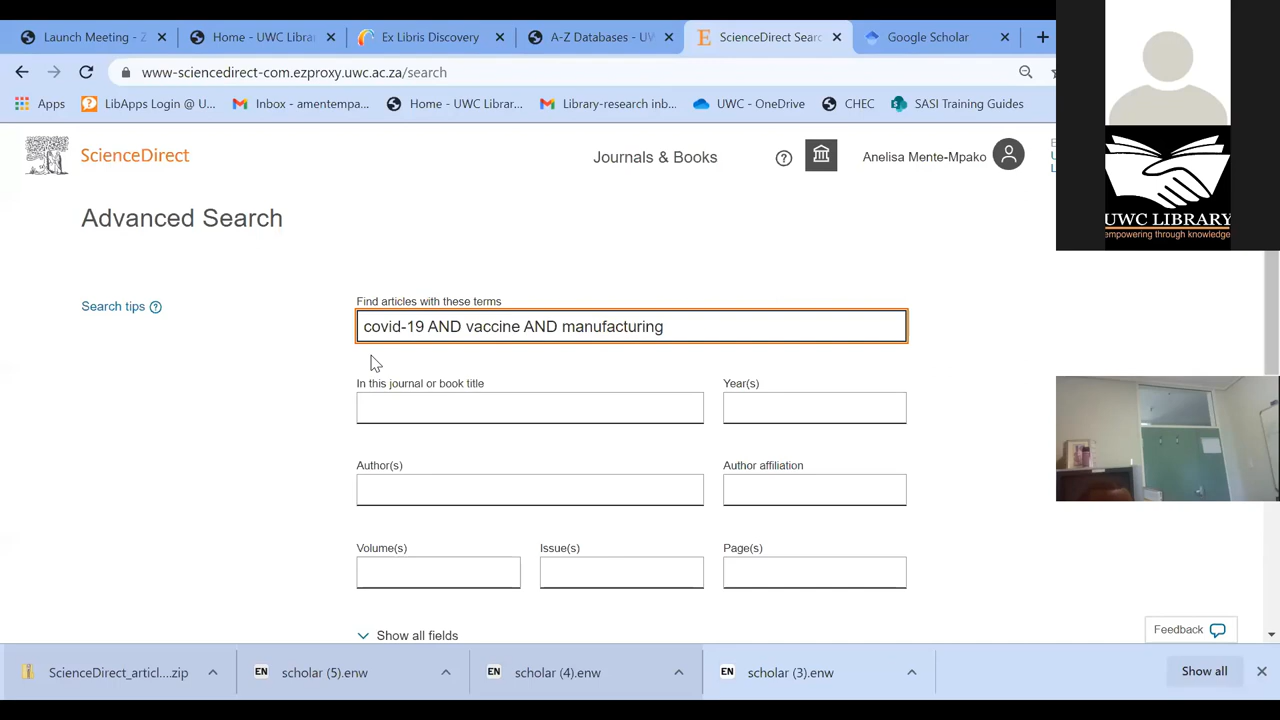 Launch Meeting - Z
Home - UWC Libra
Ex Libris Discovery
A-Z Databases - UW
ScienceDirect Searc
Google Scholar
www-sciencedirect-com.ezproxy.uwc.ac.za/search
Apps
LibApps Login @ U...
Inbox - amentempa...
Home - UWC Library...
Library-research inb...
UWC - OneDrive
CHEC
SASI Training Guides
ScienceDirect
Journals & Books
Anelisa Mente-Mpako
UWC LIBRARY
empowering through knowledge
Advanced Search
Search tips
Find articles with these terms
covid-19 AND vaccine AND manufacturing
In this journal or book title
Year(s)
Author(s)
Author affiliation
Volume(s)
Issue(s)
Page(s)
Show all fields
Feedback
ScienceDirect_articl....zip
EN scholar (5).enw
EN scholar (4).enw
EN scholar (3).enw
Show all